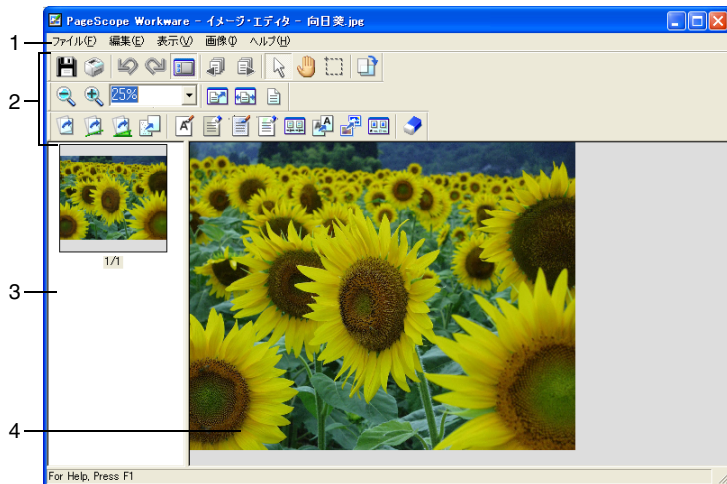 PageScope Workware - イメージ・エディタ - 向日葵.jpg
1
ファイル(F) 編集(E) 表示(V) 画像(I) ヘルプ(H)
2
25%
1/1
3
4
For Help, Press F1